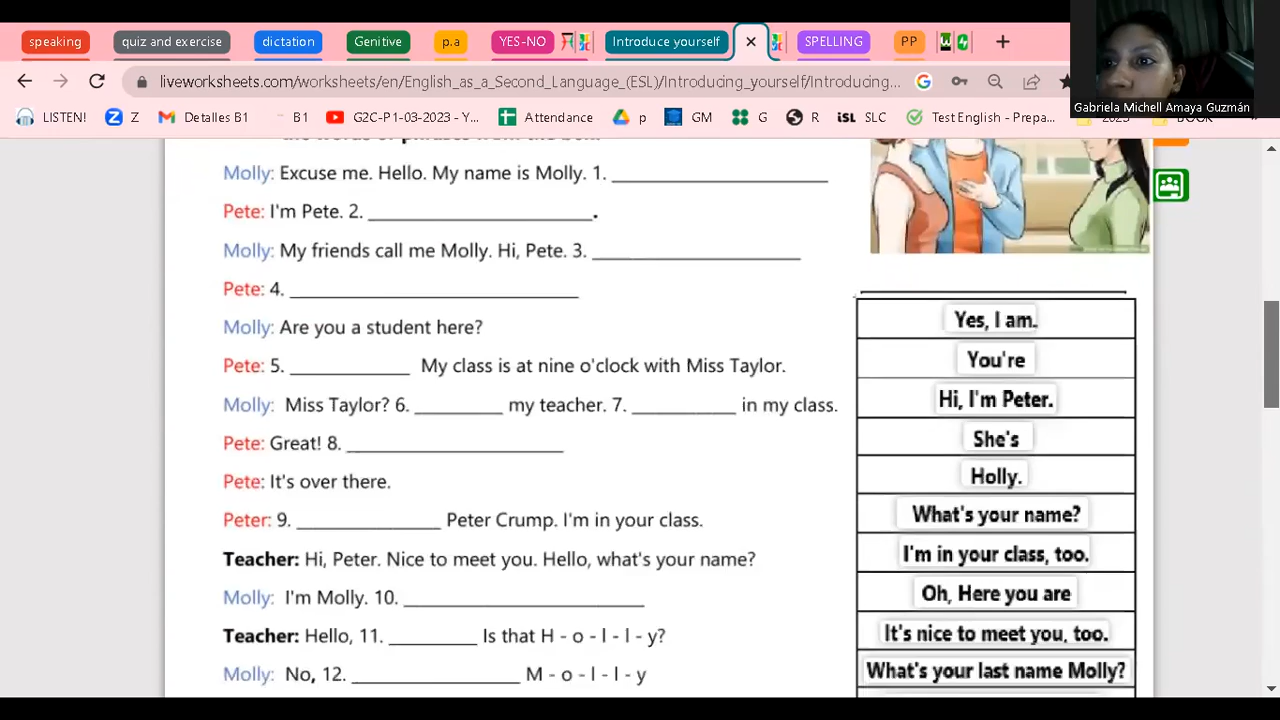 speaking quiz and exercise dictation Genitive p.a YES-NO Introduce yourself SPELLING PP
liveworksheets.com/worksheets/en/English_as_a_Second_Language_(ESL)/Introducing_yourself/Introducing...
Gabriela Michell Amaya Guzmán
LISTEN! Z Detalles B1 B1 G2C-P1-03-2023 - Y... Attendance p GM G R iSL SLC Test English - Prepa... BOOK
Molly: Excuse me. Hello. My name is Molly. 1. ____________________
Pete: I'm Pete. 2. ____________________.
Molly: My friends call me Molly. Hi, Pete. 3. ____________________
Pete: 4. ____________________
Molly: Are you a student here?
Pete: 5. ____________ My class is at nine o'clock with Miss Taylor.
Molly: Miss Taylor? 6. _________ my teacher. 7. __________ in my class.
Pete: Great! 8. ____________________
Pete: It's over there.
Peter: 9. ______________ Peter Crump. I'm in your class.
Teacher: Hi, Peter. Nice to meet you. Hello, what's your name?
Molly: I'm Molly. 10. ____________________
Teacher: Hello, 11. _________ Is that H - o - l - l - y?
Molly: No, 12. _________________ M - o - l - l - y
Yes, I am.
You're
Hi, I'm Peter.
She's
Holly.
What's your name?
I'm in your class, too.
Oh, Here you are
It's nice to meet you, too.
What's your last name Molly?